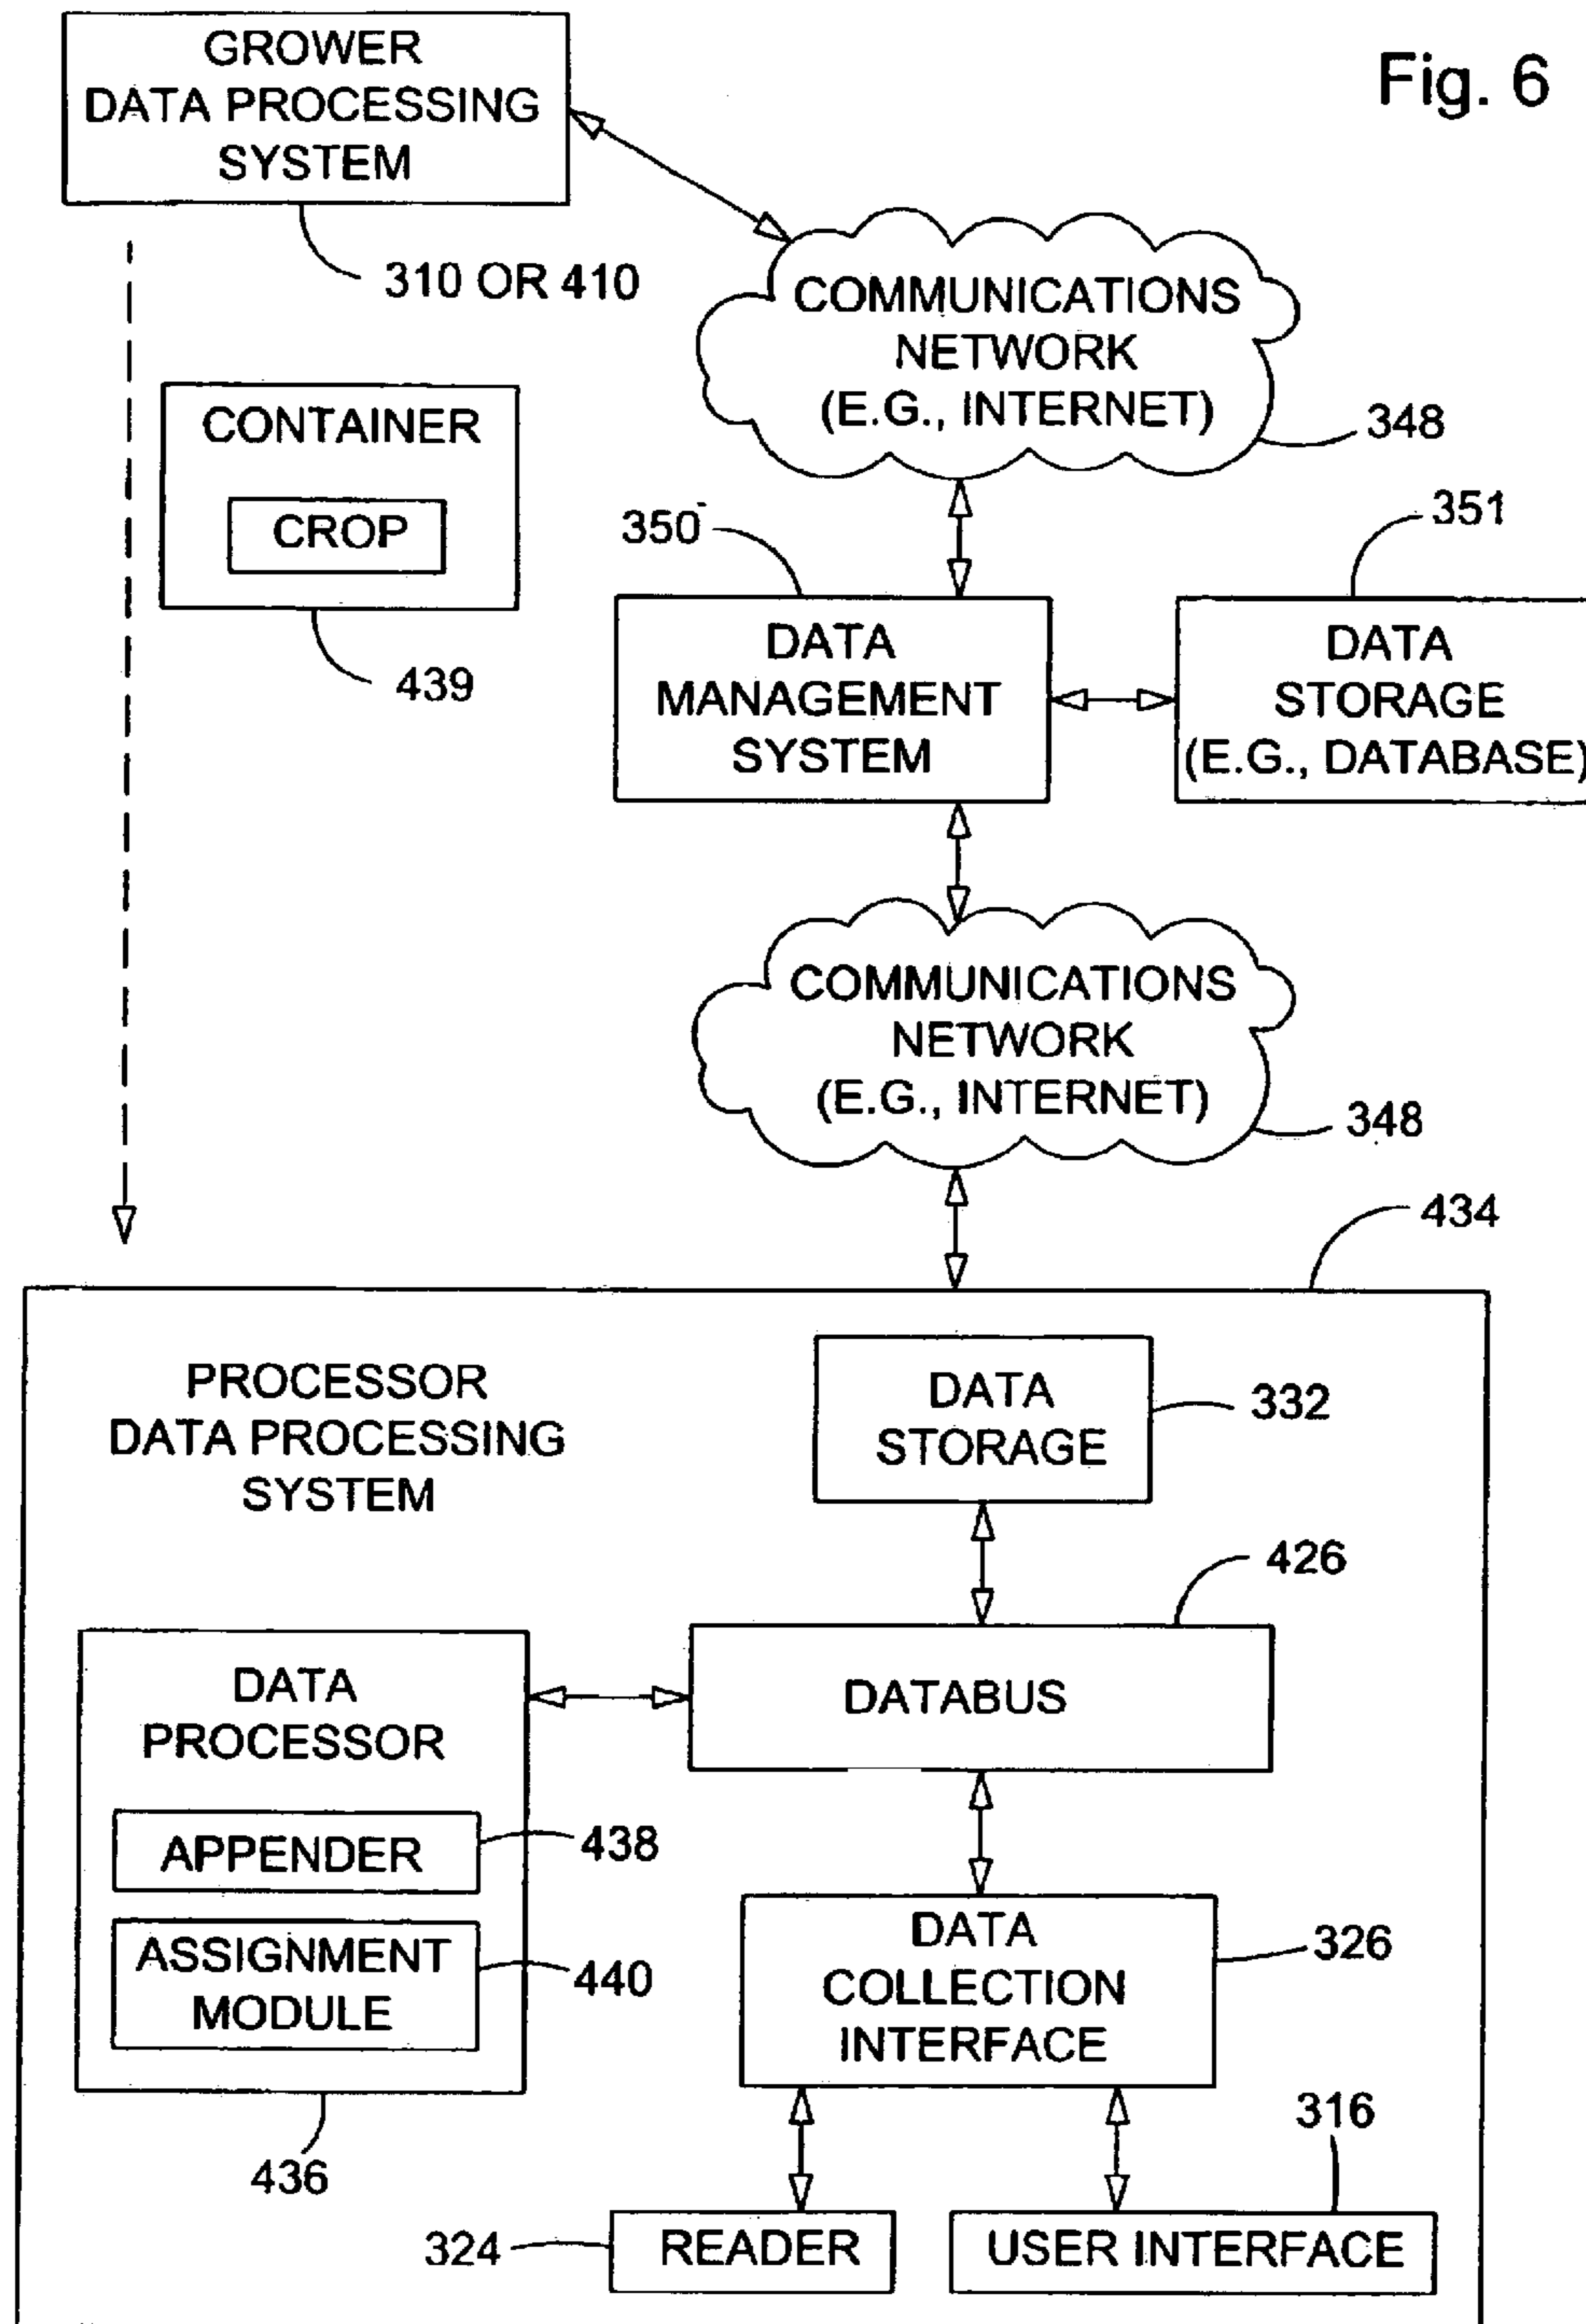 Fig. 6
GROWER
DATA PROCESSING
SYSTEM
310 OR 410
COMMUNICATIONS
NETWORK
(E.G., INTERNET)
348
CONTAINER
CROP
439
350
351
DATA
MANAGEMENT
SYSTEM
DATA
STORAGE
(E.G., DATABASE)
COMMUNICATIONS
NETWORK
(E.G., INTERNET)
348
434
PROCESSOR
DATA PROCESSING
SYSTEM
DATA
STORAGE
332
426
DATABUS
DATA
PROCESSOR
APPENDER
438
ASSIGNMENT
MODULE
440
436
DATA
COLLECTION
INTERFACE
326
316
324
READER
USER INTERFACE